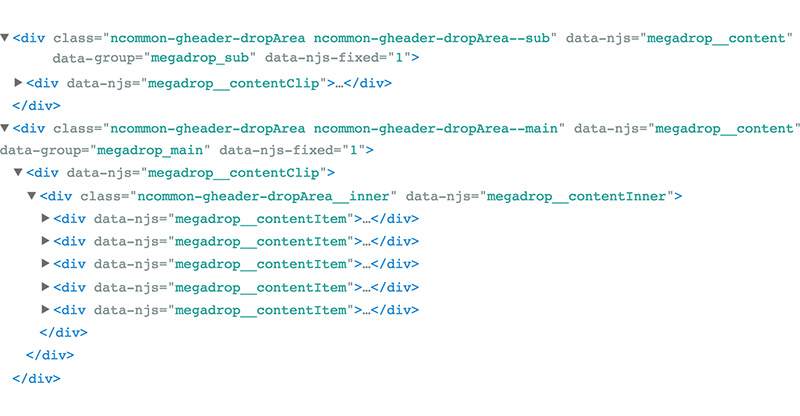 ▼<div class="ncommon-gheader-dropArea ncommon-gheader-dropArea--sub" data-njs="megadrop__content"
data-group="megadrop_sub" data-njs-fixed="1">
▶<div data-njs="megadrop__contentClip">…</div>
</div>
▼<div class="ncommon-gheader-dropArea ncommon-gheader-dropArea--main" data-njs="megadrop__content"
data-group="megadrop_main" data-njs-fixed="1">
▼<div data-njs="megadrop__contentClip">
▼<div class="ncommon-gheader-dropArea__inner" data-njs="megadrop__contentInner">
▶<div data-njs="megadrop__contentItem">…</div>
▶<div data-njs="megadrop__contentItem">…</div>
▶<div data-njs="megadrop__contentItem">…</div>
▶<div data-njs="megadrop__contentItem">…</div>
▶<div data-njs="megadrop__contentItem">…</div>
</div>
</div>
</div>